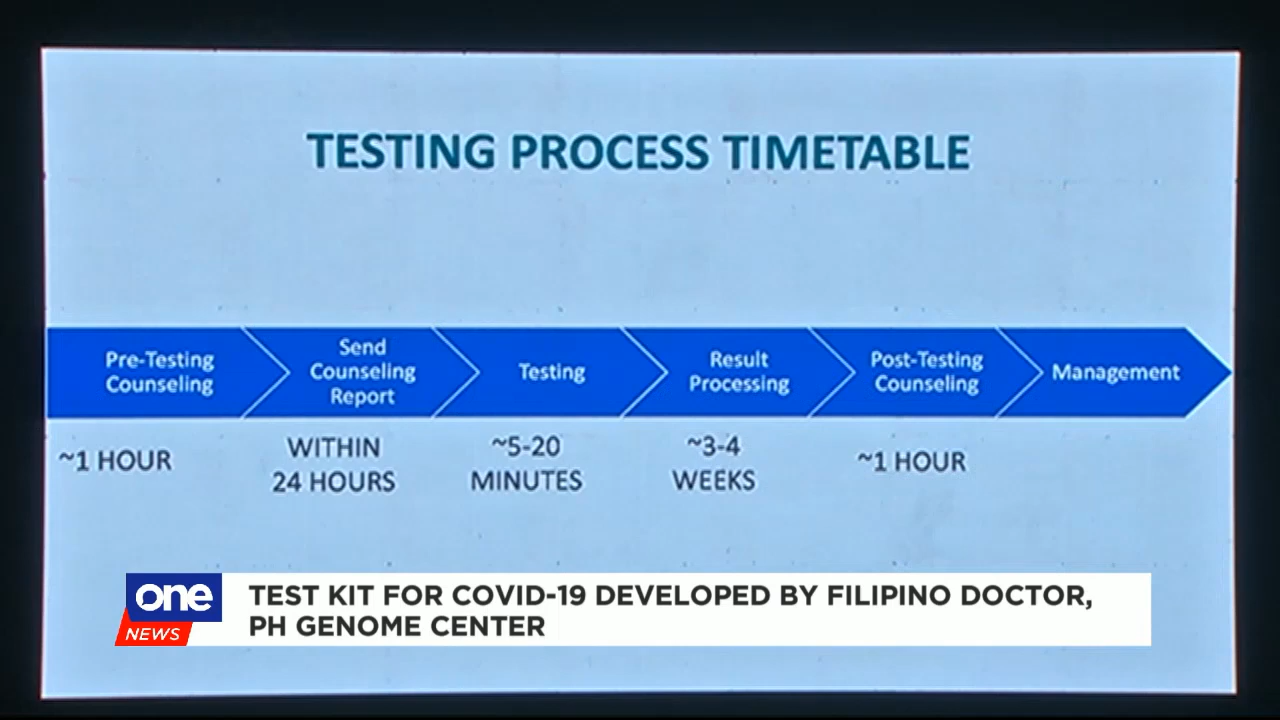 TESTING PROCESS TIMETABLE
Pre-Testing
Counseling
Send
Counseling
Report
Testing
Result
Processing
Post-Testing
Counseling
Management
~1 HOUR
WITHIN
24 HOURS
~5-20
MINUTES
~3-4
WEEKS
~1 HOUR
one
NEWS
TEST KIT FOR COVID-19 DEVELOPED BY FILIPINO DOCTOR,
PH GENOME CENTER